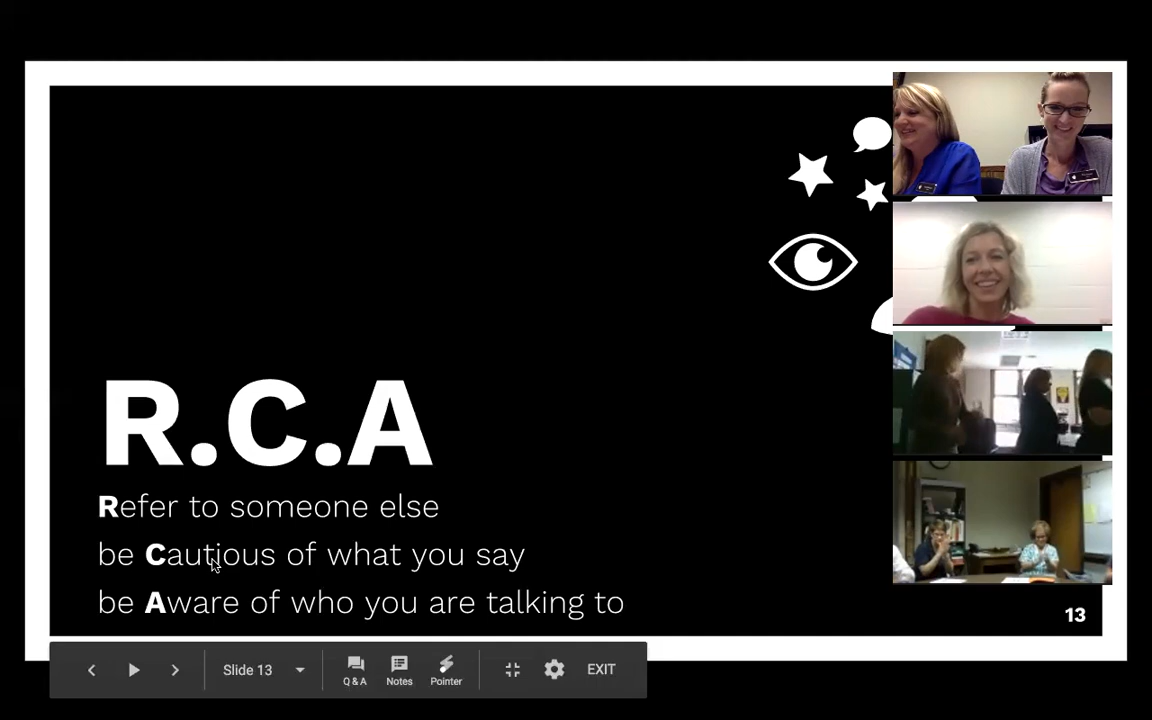 R.C.A
Refer to someone else
be Cautious of what you say
be Aware of who you are talking to
13
Slide 13
Q & A
Notes
Pointer
EXIT